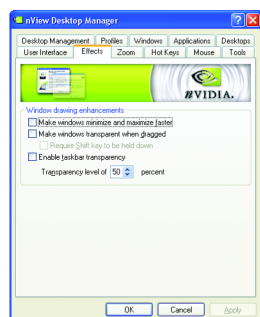 nView Desktop Manager
Desktop Management Profiles Windows Applications Desktops
User Interface Effects Zoom Hot Keys Mouse Tools
NVIDIA.
Window drawing enhancements
Make windows minimize and maximize faster
Make windows transparent when dragged
Require Shift key to be held down
Enable taskbar transparency
Transparency level of 50 percent
OK Cancel Apply